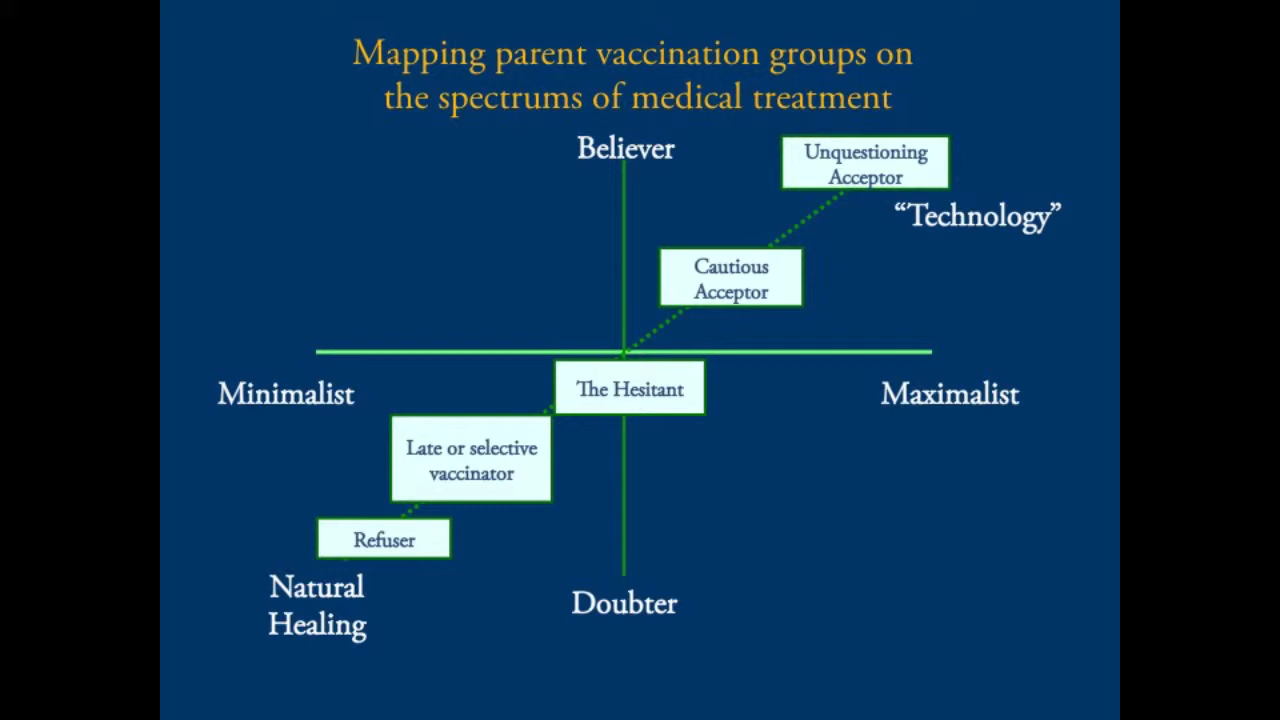 Mapping parent vaccination groups on
the spectrums of medical treatment
Believer
Unquestioning
Acceptor
“Technology”
Cautious
Acceptor
The Hesitant
Minimalist
Maximalist
Late or selective
vaccinator
Refuser
Natural
Healing
Doubter